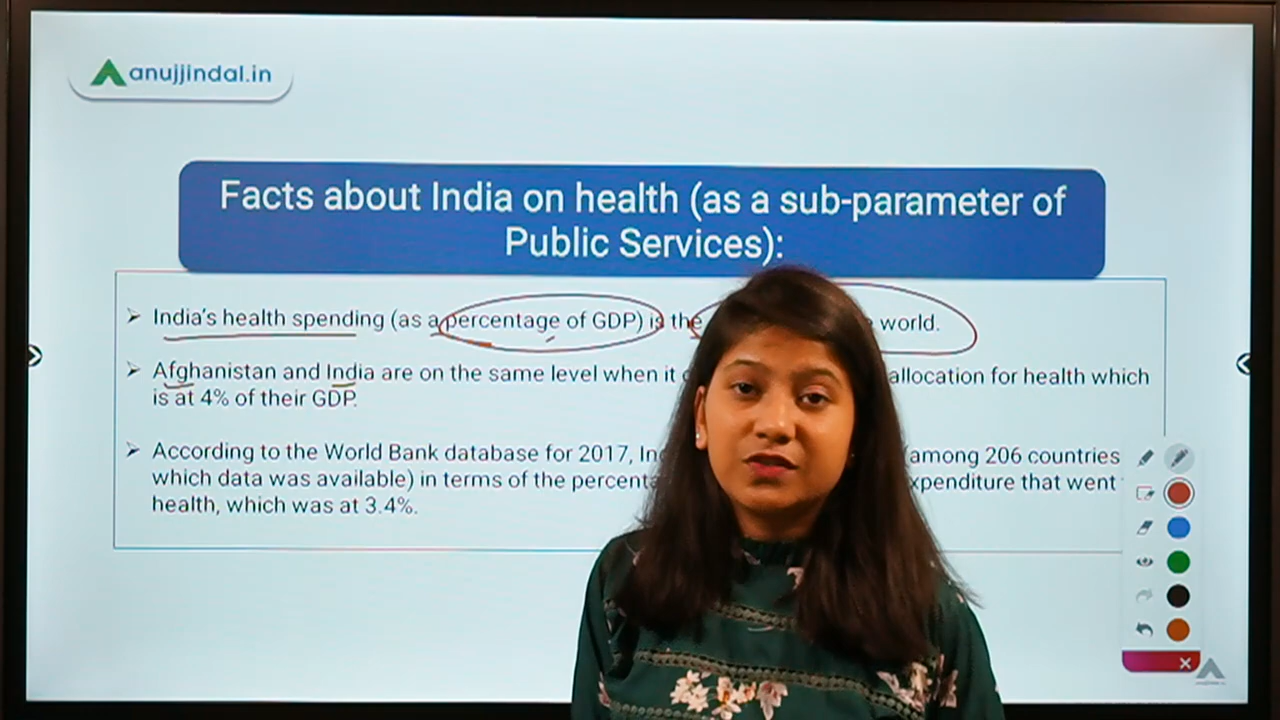 anujjindal.in
Facts about India on health (as a sub-parameter of
Public Services):
India's health spending (as a percentage of GDP) is the world.
Afghanistan and India are on the same level when it allocation for health which
is at 4% of their GDP.
According to the World Bank database for 2017, (among 206 countries
which data was available) in terms of the expenditure that went
health, which was at 3.4%.